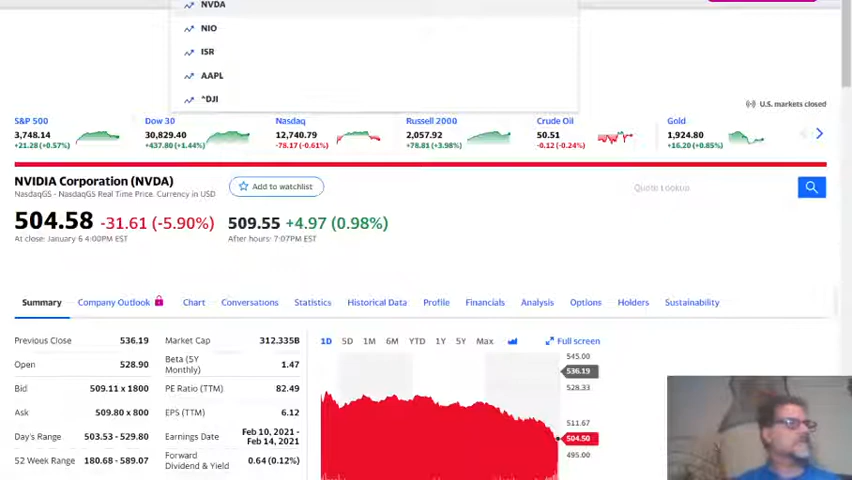 NVDA
NIO
ISR
AAPL
^DJI
U.S. markets closed
S&P 500
3,748.14
+21.28 (+0.57%)
Dow 30
30,829.40
+437.80 (+1.44%)
Nasdaq
12,740.79
-78.17 (-0.61%)
Russell 2000
2,057.92
+78.81 (+3.98%)
Crude Oil
50.51
-0.12 (-0.24%)
Gold
1,924.80
+16.20 (+0.85%)
NVIDIA Corporation (NVDA)
NasdaqGS - NasdaqGS Real Time Price. Currency in USD
Add to watchlist
Quote Lookup
504.58 -31.61 (-5.90%)
At close: January 6 4:00PM EST
509.55 +4.97 (0.98%)
After hours: 7:07PM EST
Summary Company Outlook Chart Conversations Statistics Historical Data Profile Financials Analysis Options Holders Sustainability
Previous Close 536.19
Open 528.90
Bid 509.11 x 1800
Ask 509.80 x 800
Day's Range 503.53 - 529.80
52 Week Range 180.68 - 589.07
Market Cap 312.335B
Beta (5Y
Monthly) 1.47
PE Ratio (TTM) 82.49
EPS (TTM) 6.12
Earnings Date Feb 10, 2021 -
Feb 14, 2021
Forward
Dividend & Yield 0.64 (0.12%)
1D 5D 1M 6M YTD 1Y 5Y Max Full screen
545.00
536.19
528.33
511.67
504.50
495.00